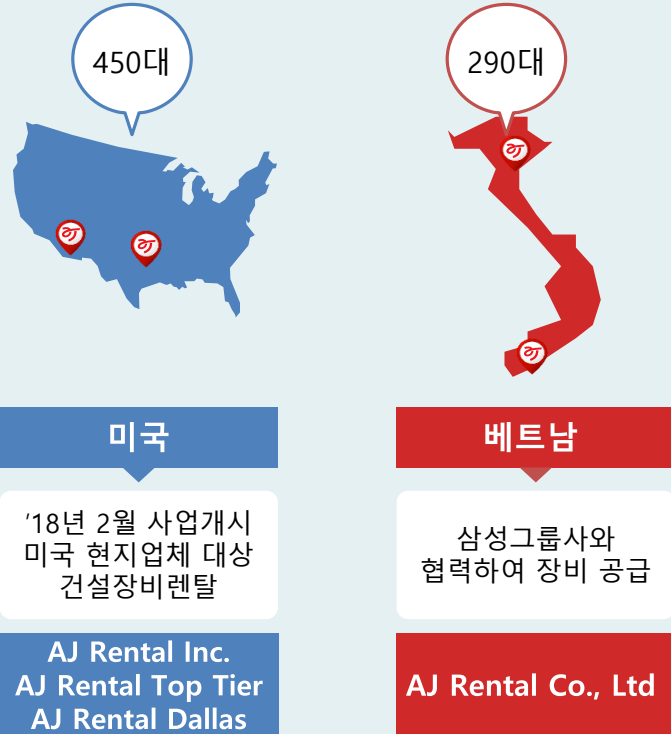 450대
290대
미국
베트남
'18년 2월 사업개시
미국 현지업체 대상
건설장비렌탈
삼성그룹사와
협력하여 장비 공급
AJ Rental Inc.
AJ Rental Top Tier
AJ Rental Dallas
AJ Rental Co., Ltd